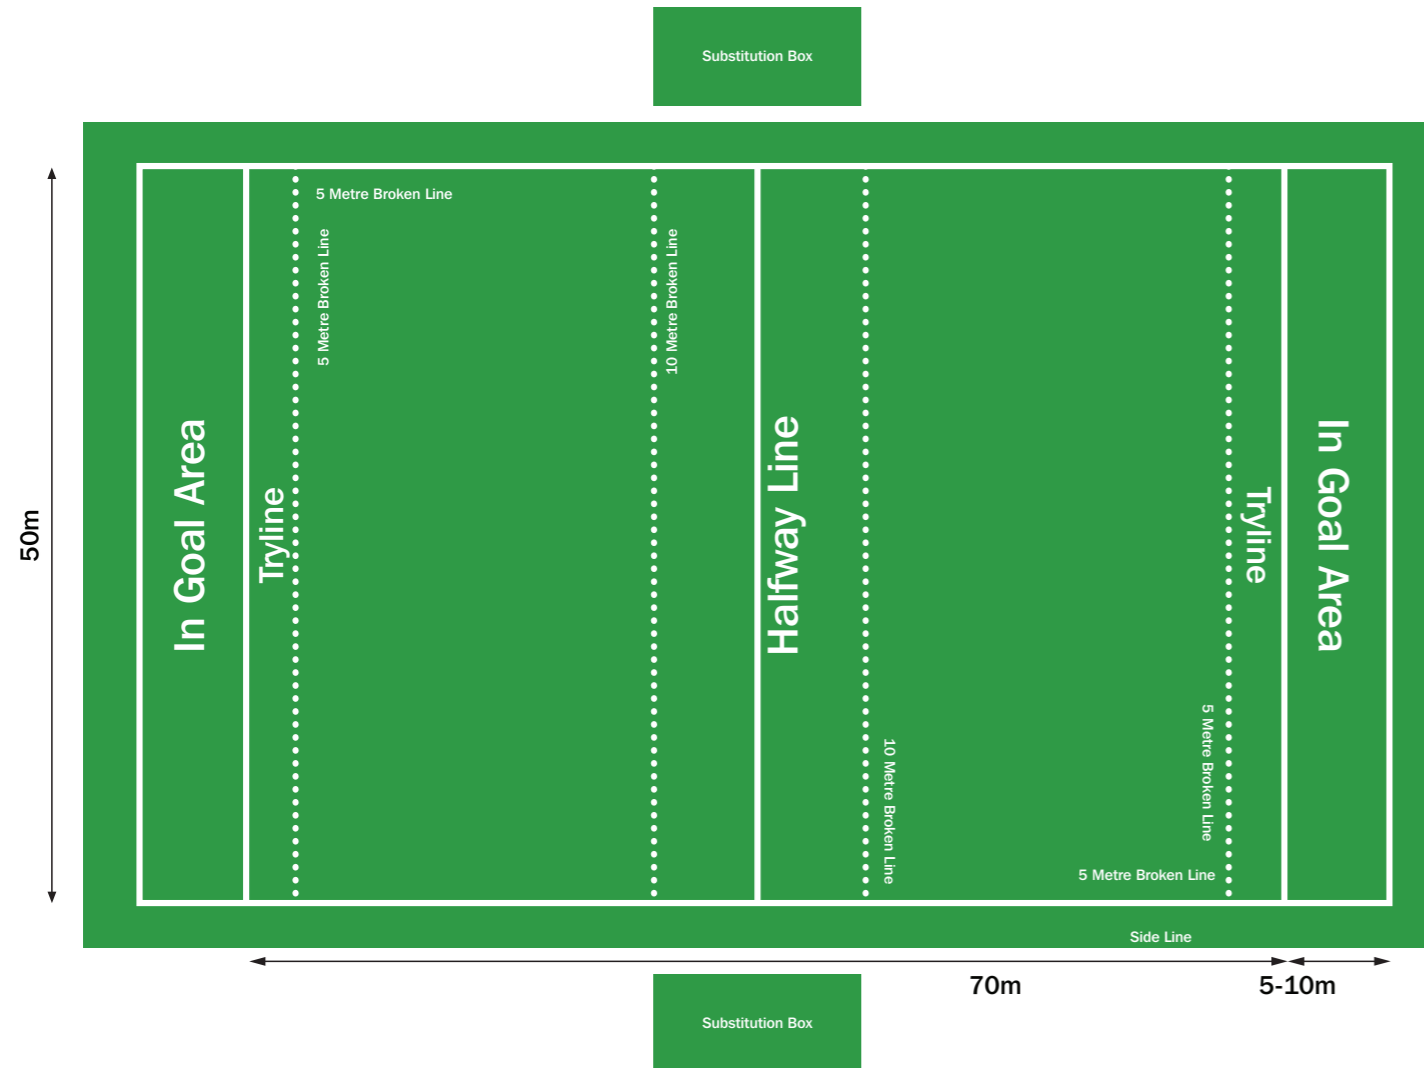 Substitution Box
5 Metre Broken Line
5 Metre Broken Line
10 Metre Broken Line
50m
In Goal Area
Tryline
Halfway Line
Tryline
In Goal Area
10 Metre Broken Line
5 Metre Broken Line
5 Metre Broken Line
Side Line
70m
5-10m
Substitution Box